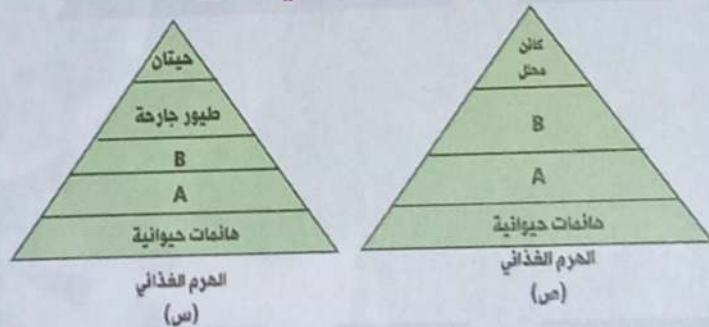 حيتان
طيور جارحة
B
A
هائمات حيوانية
الهرم الغذائي
(س)
كائن
محلل
B
A
هائمات حيوانية
الهرم الغذائي
(ص)